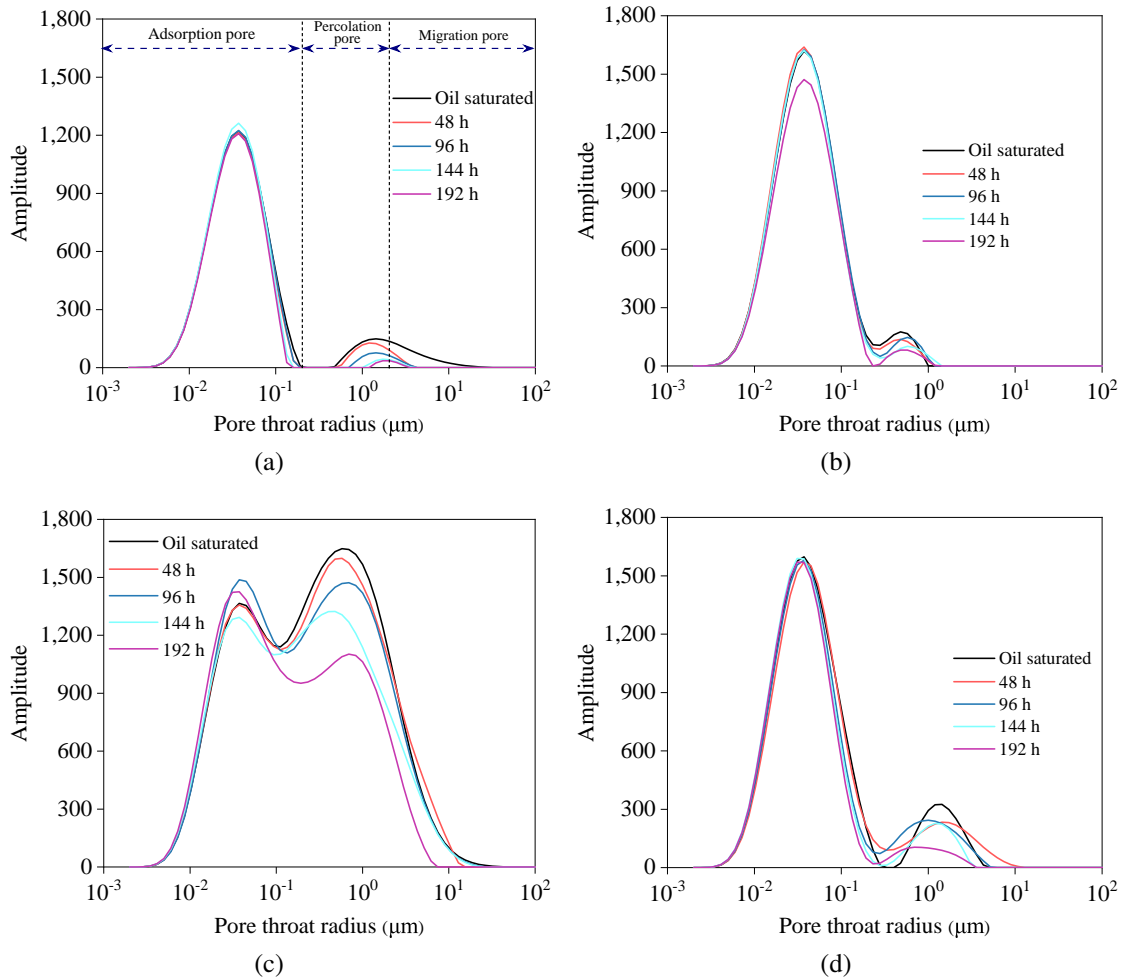 1,800
1,500
1,200
900
600
300
0
Amplitude
Adsorption pore
Percolation
pore
Migration pore
Oil saturated
48 h
96 h
144 h
192 h
10-3
10-2
10-1
100
101
102
Pore throat radius (μm)
(a)
1,800
1,500
1,200
900
600
300
0
Amplitude
Oil saturated
48 h
96 h
144 h
192 h
10-3
10-2
10-1
100
101
102
Pore throat radius (μm)
(b)
1,800
1,500
1,200
900
600
300
0
Amplitude
Oil saturated
48 h
96 h
144 h
192 h
10-3
10-2
10-1
100
101
102
Pore throat radius (μm)
(c)
1,800
1,500
1,200
900
600
300
0
Amplitude
Oil saturated
48 h
96 h
144 h
192 h
10-3
10-2
10-1
100
101
102
Pore throat radius (μm)
(d)